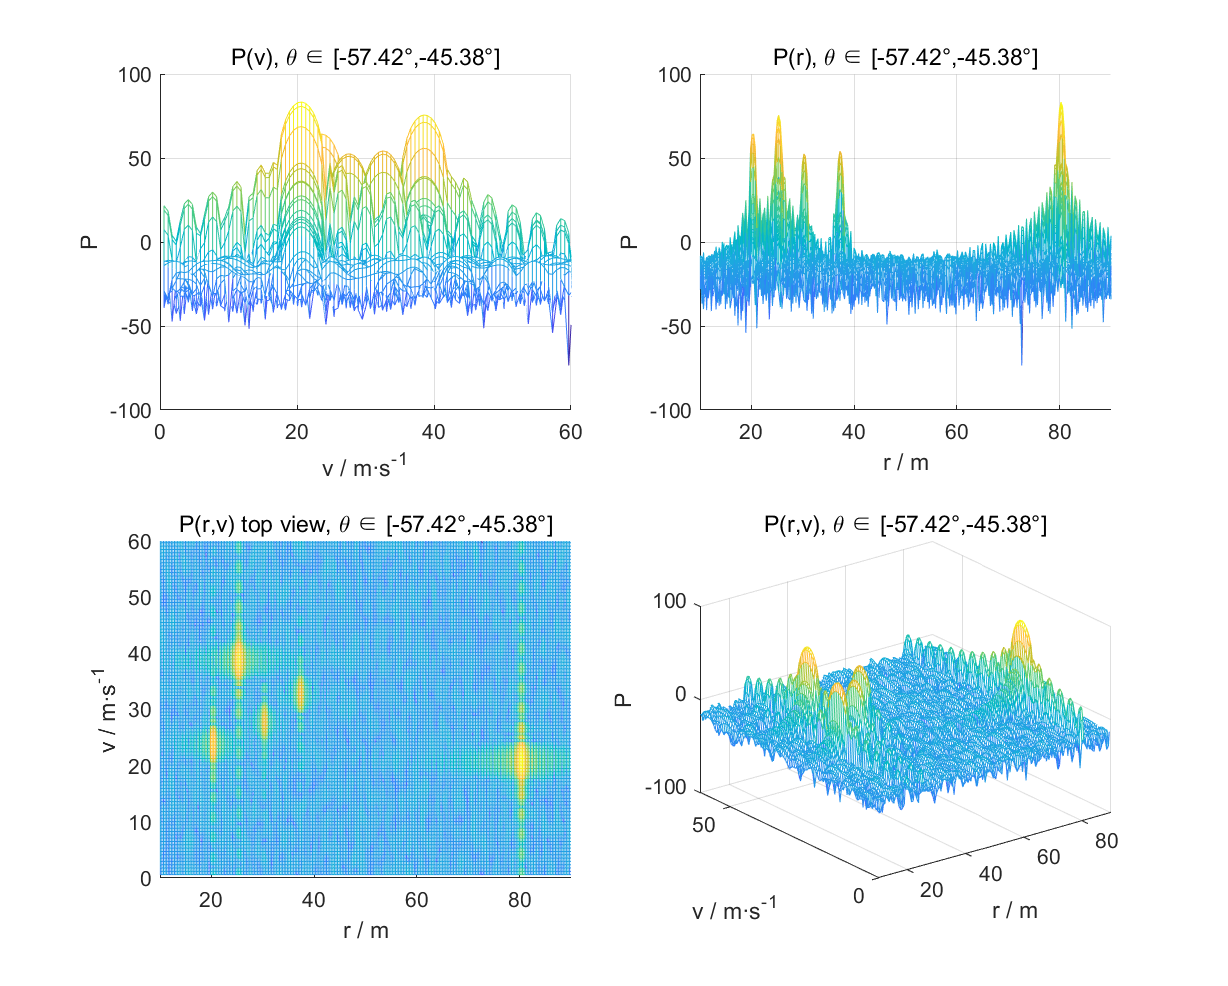 P(v), θ ∈ [-57.42°,-45.38°]
100
50
0
-50
-100
P
0 20 40 60
v / m·s⁻¹
P(r), θ ∈ [-57.42°,-45.38°]
100
50
0
-50
-100
P
20 40 60 80
r / m
P(r,v) top view, θ ∈ [-57.42°,-45.38°]
60
50
40
30
20
10
0
v / m·s⁻¹
20 40 60 80
r / m
P(r,v), θ ∈ [-57.42°,-45.38°]
100
0
-100
P
50
0
v / m·s⁻¹
20 40 60 80
r / m